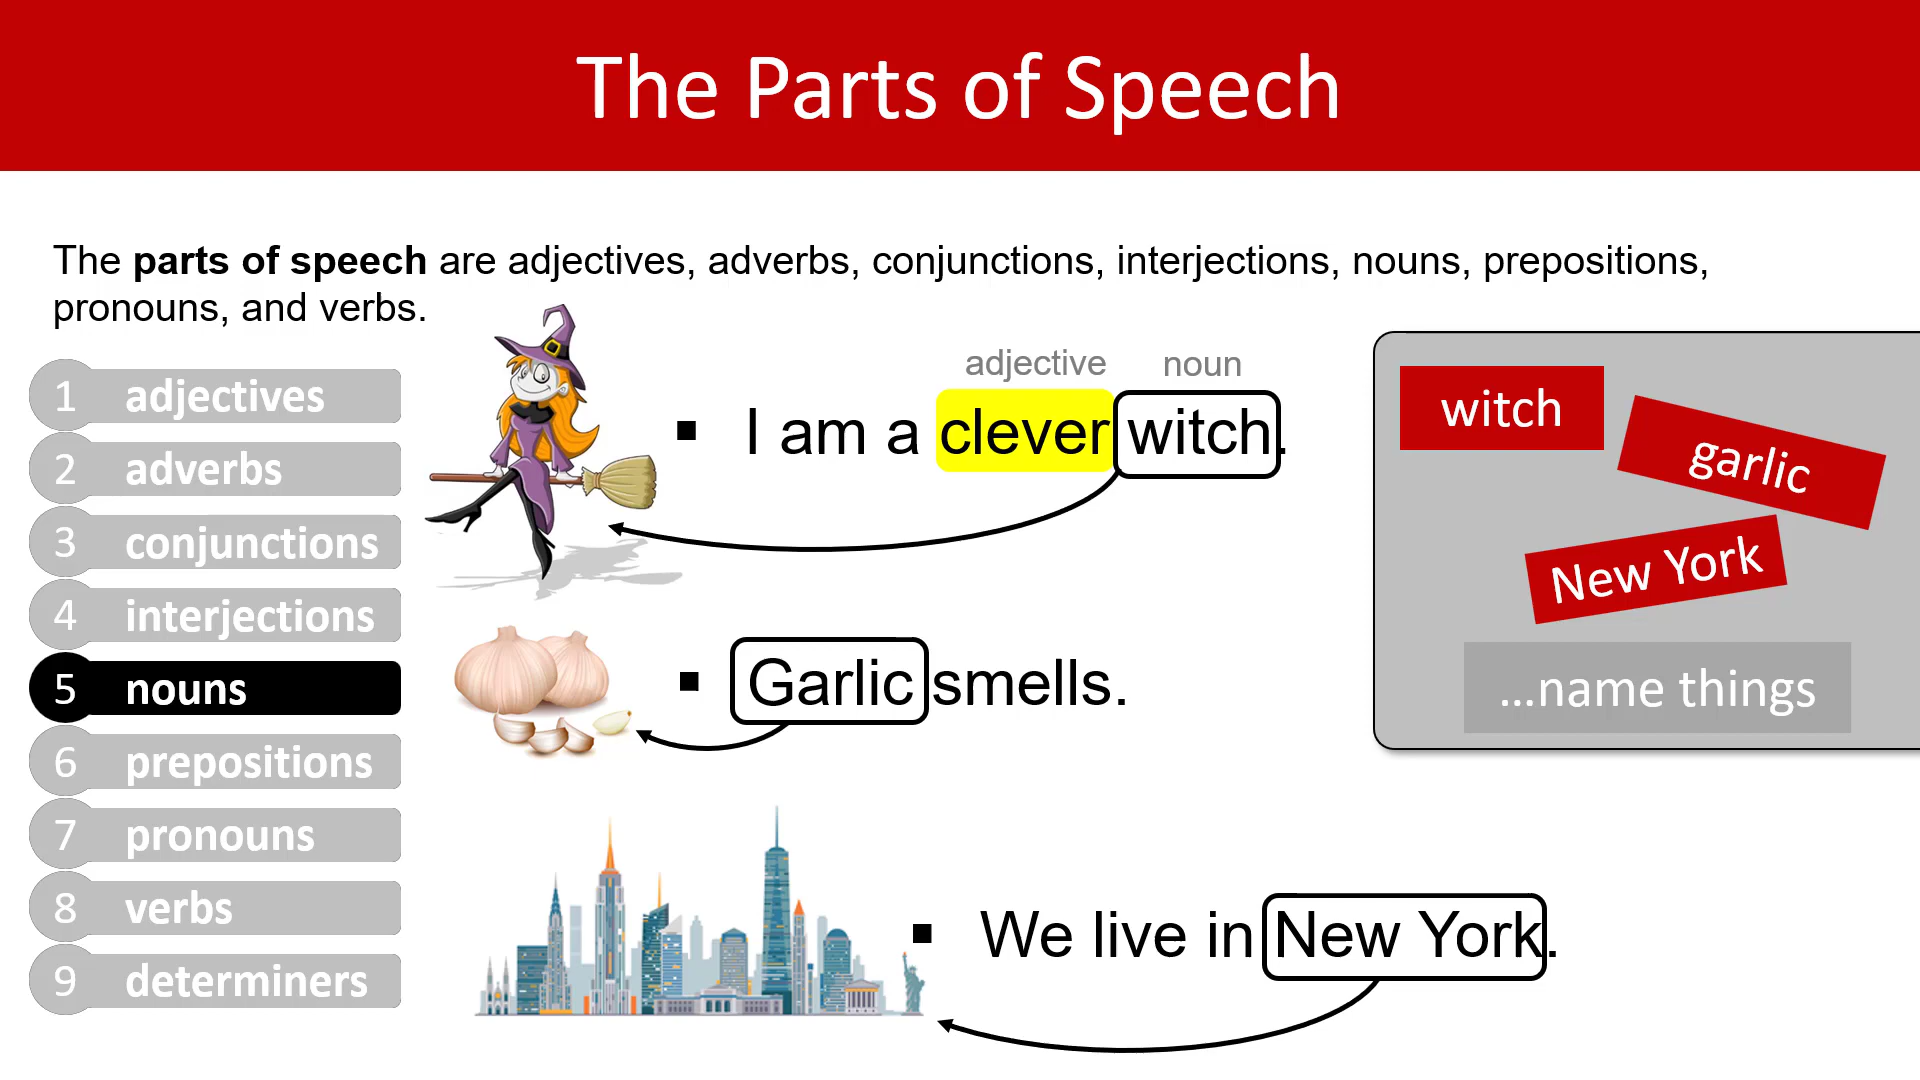 The Parts of Speech
The parts of speech are adjectives, adverbs, conjunctions, interjections, nouns, prepositions,
pronouns, and verbs.
1 adjectives
2 adverbs
3 conjunctions
4 interjections
5 nouns
6 prepositions
7 pronouns
8 verbs
9 determiners
adjective noun
▪ I am a clever witch.
▪ Garlic smells.
▪ We live in New York.
witch
garlic
New York
...name things